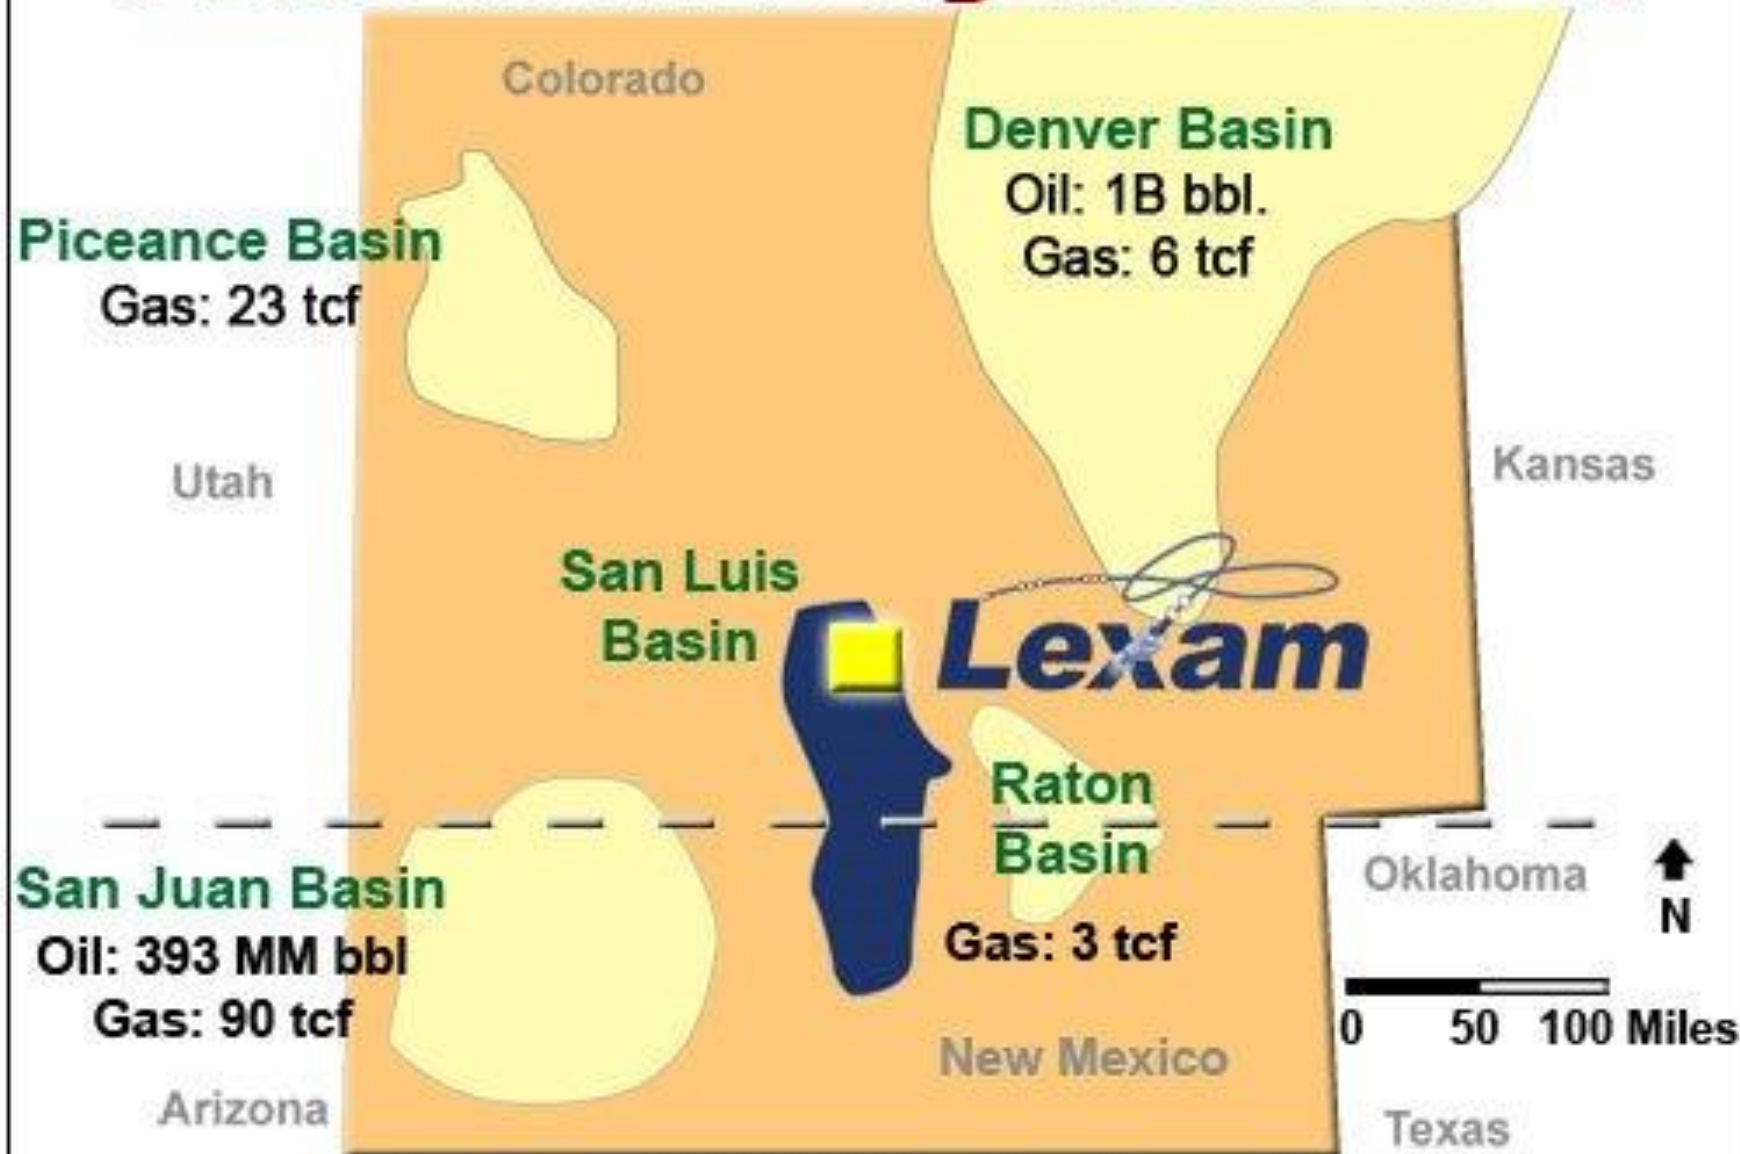 Colorado
Denver Basin
Oil: 1B bbl.
Gas: 6 tcf
Piceance Basin
Gas: 23 tcf
Utah
Kansas
San Luis
Basin
Lexam
Raton
Basin
Gas: 3 tcf
San Juan Basin
Oil: 393 MM bbl
Gas: 90 tcf
Oklahoma
N
0 50 100 Miles
New Mexico
Arizona
Texas